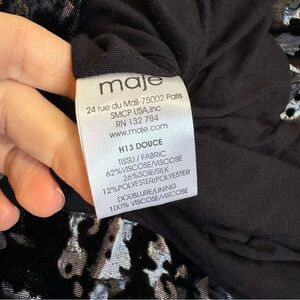 maje
24 rue du Mail-75002 Paris
SMCP USA,inc
RN 132 784
www.maje.com
H13 DOUCE
TISSU / FABRIC
62%VISCOSE/VISCOSE
26%SOIE/SILK
12%POLYESTER/POLYESTER
DOUBLURE/LINING
100% VISCOSE/VISCOSE